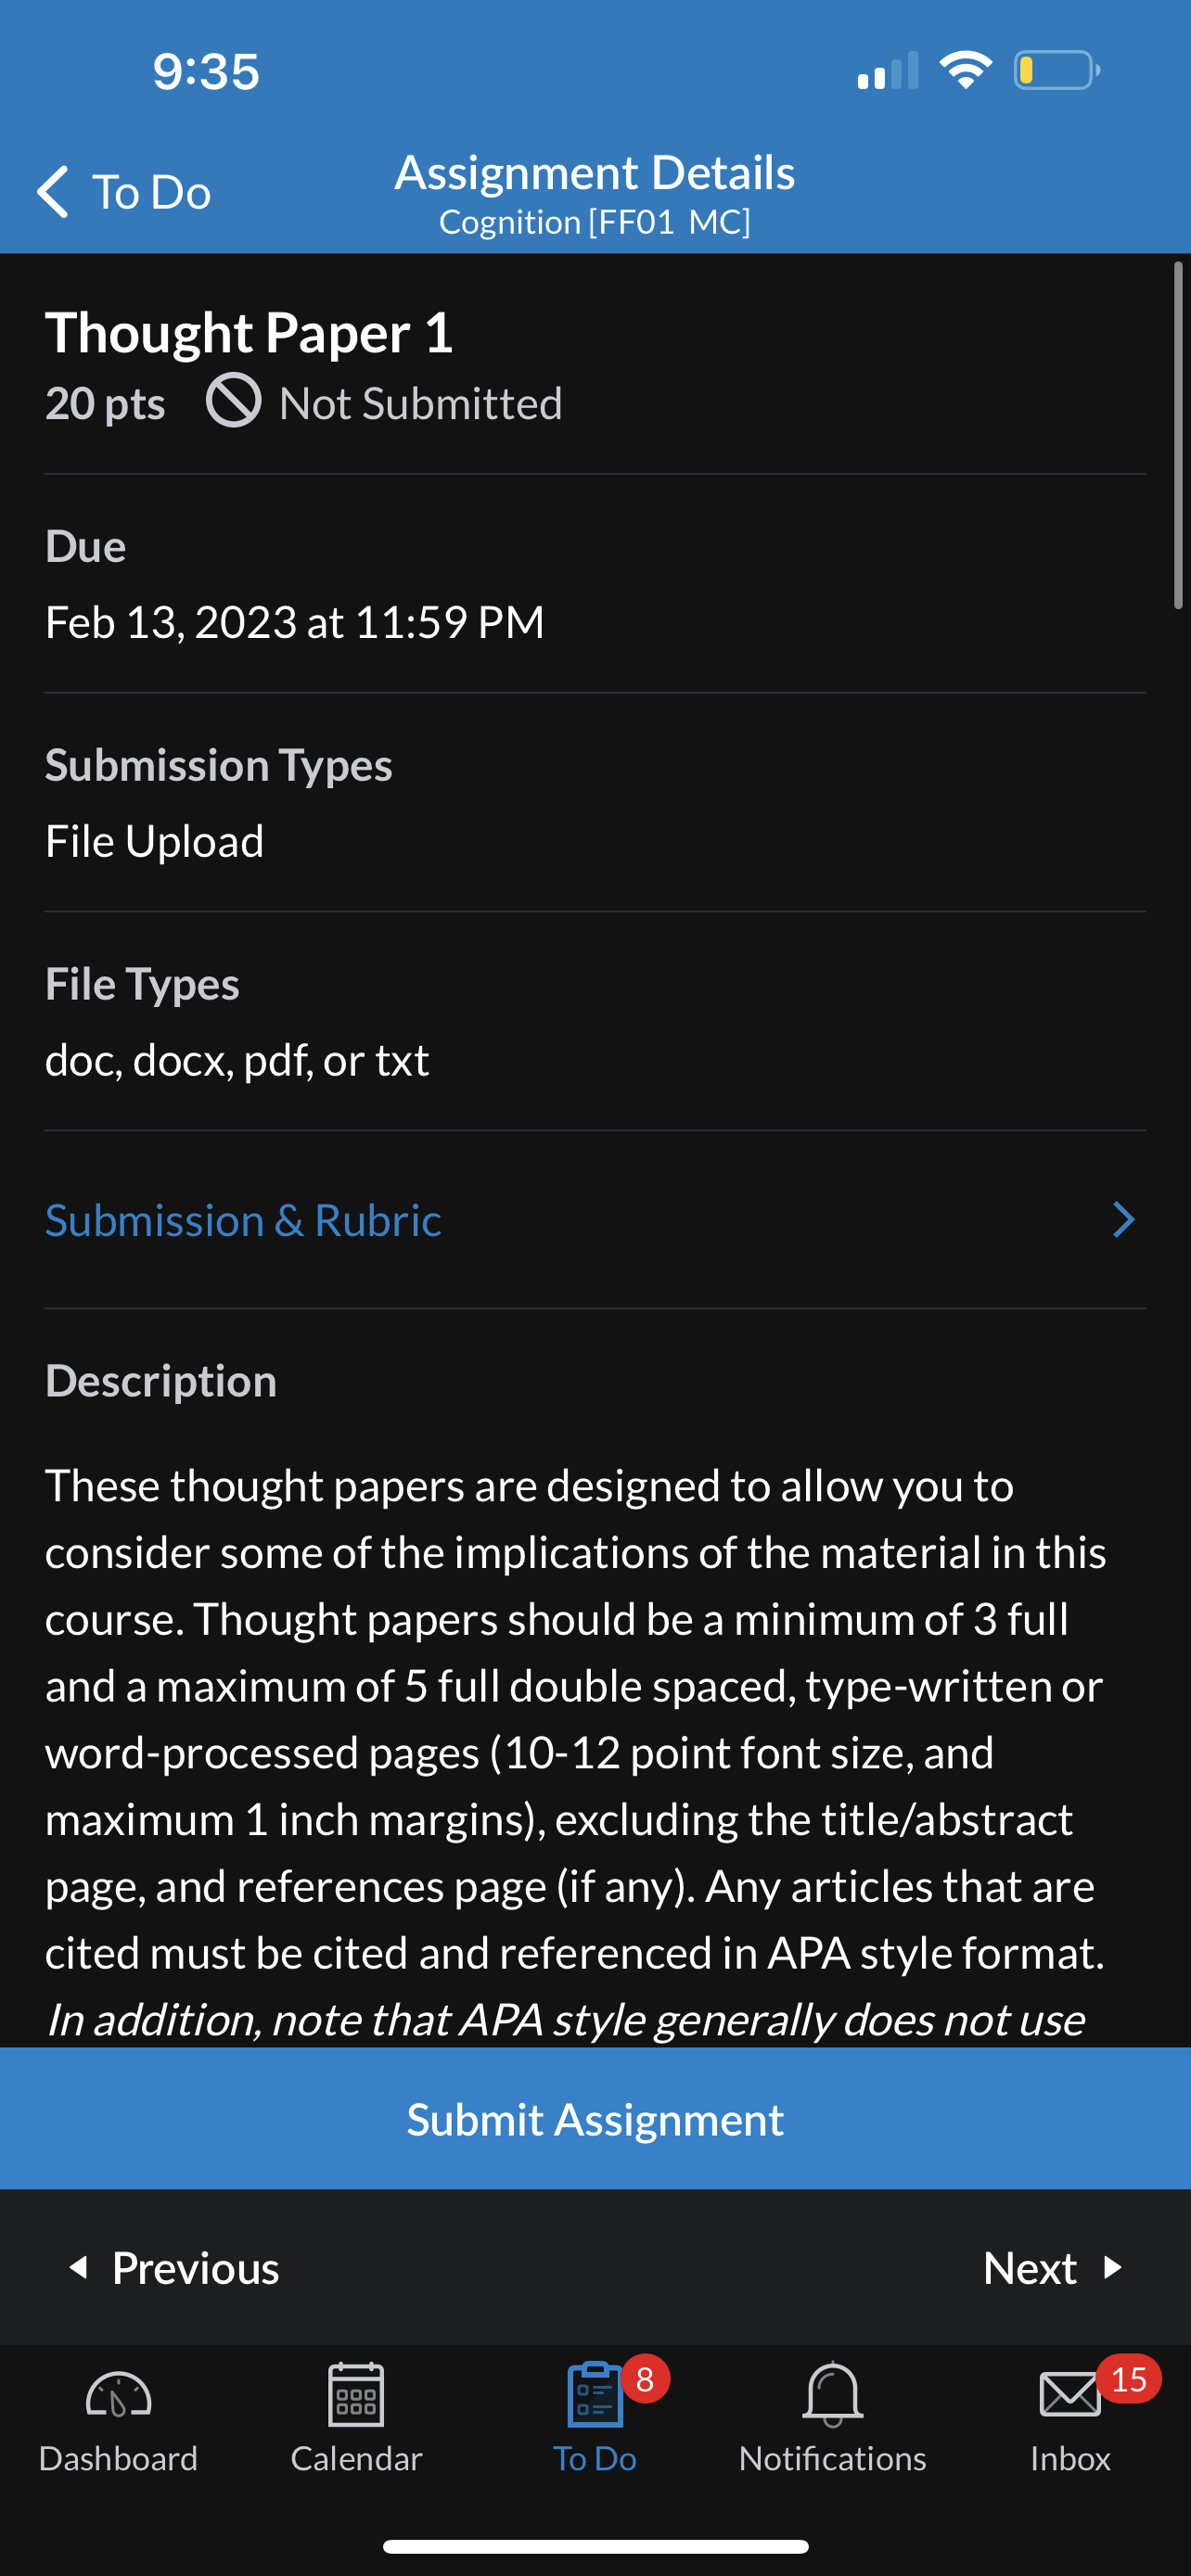 9:35
To Do
Assignment Details
Cognition [FF01 MC]
Thought Paper 1
20 pts Not Submitted
Due
Feb 13, 2023 at 11:59 PM
Submission Types
File Upload
File Types
doc, docx, pdf, or txt
Submission & Rubric
Description
These thought papers are designed to allow you to
consider some of the implications of the material in this
course. Thought papers should be a minimum of 3 full
and a maximum of 5 full double spaced, type-written or
word-processed pages (10-12 point font size, and
maximum 1 inch margins), excluding the title/abstract
page, and references page (if any). Any articles that are
cited must be cited and referenced in APA style format.
In addition, note that APA style generally does not use
Submit Assignment
Previous Next
8 15
Dashboard Calendar To Do Notifications Inbox